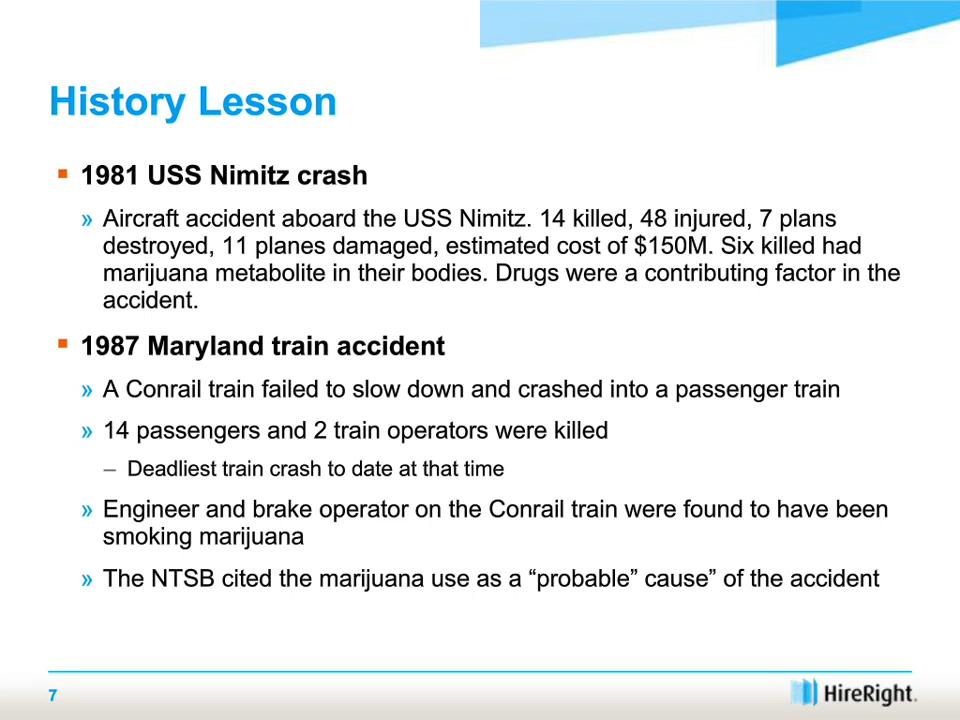 History Lesson
▪ 1981 USS Nimitz crash
» Aircraft accident aboard the USS Nimitz. 14 killed, 48 injured, 7 plans
destroyed, 11 planes damaged, estimated cost of $150M. Six killed had
marijuana metabolite in their bodies. Drugs were a contributing factor in the
accident.
▪ 1987 Maryland train accident
» A Conrail train failed to slow down and crashed into a passenger train
» 14 passengers and 2 train operators were killed
– Deadliest train crash to date at that time
» Engineer and brake operator on the Conrail train were found to have been
smoking marijuana
» The NTSB cited the marijuana use as a “probable” cause” of the accident
7
HireRight.